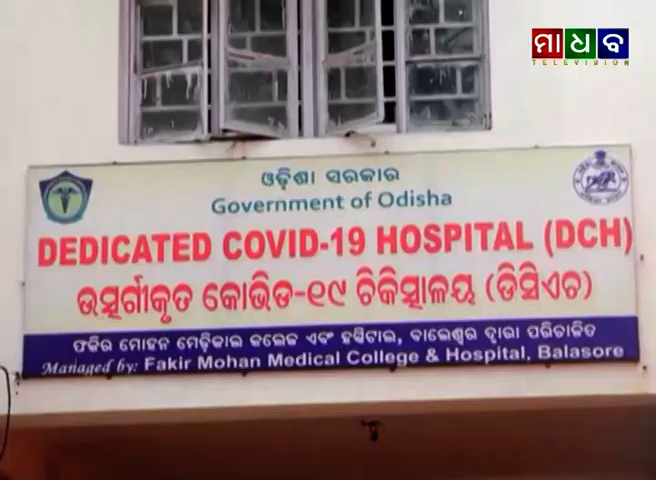 ମାଧବ
TELEVISION
ଓଡ଼ିଶା ସରକାର
Government of Odisha
DEDICATED COVID-19 HOSPITAL (DCH)
ଉତ୍ସର୍ଗୀକୃତ କୋଭିଡ-୧୯ ଚିକିତ୍ସାଳୟ (ଡିସିଏଚ)
ଫକିର ମୋହନ ମେଡ଼ିକାଲ କଲେଜ ଏବଂ ହସ୍ପିଟାଲ, ବାଲେଶ୍ୱର ଦ୍ୱାରା ପରିଚାଳିତ
Managed by: Fakir Mohan Medical College & Hospital, Balasore